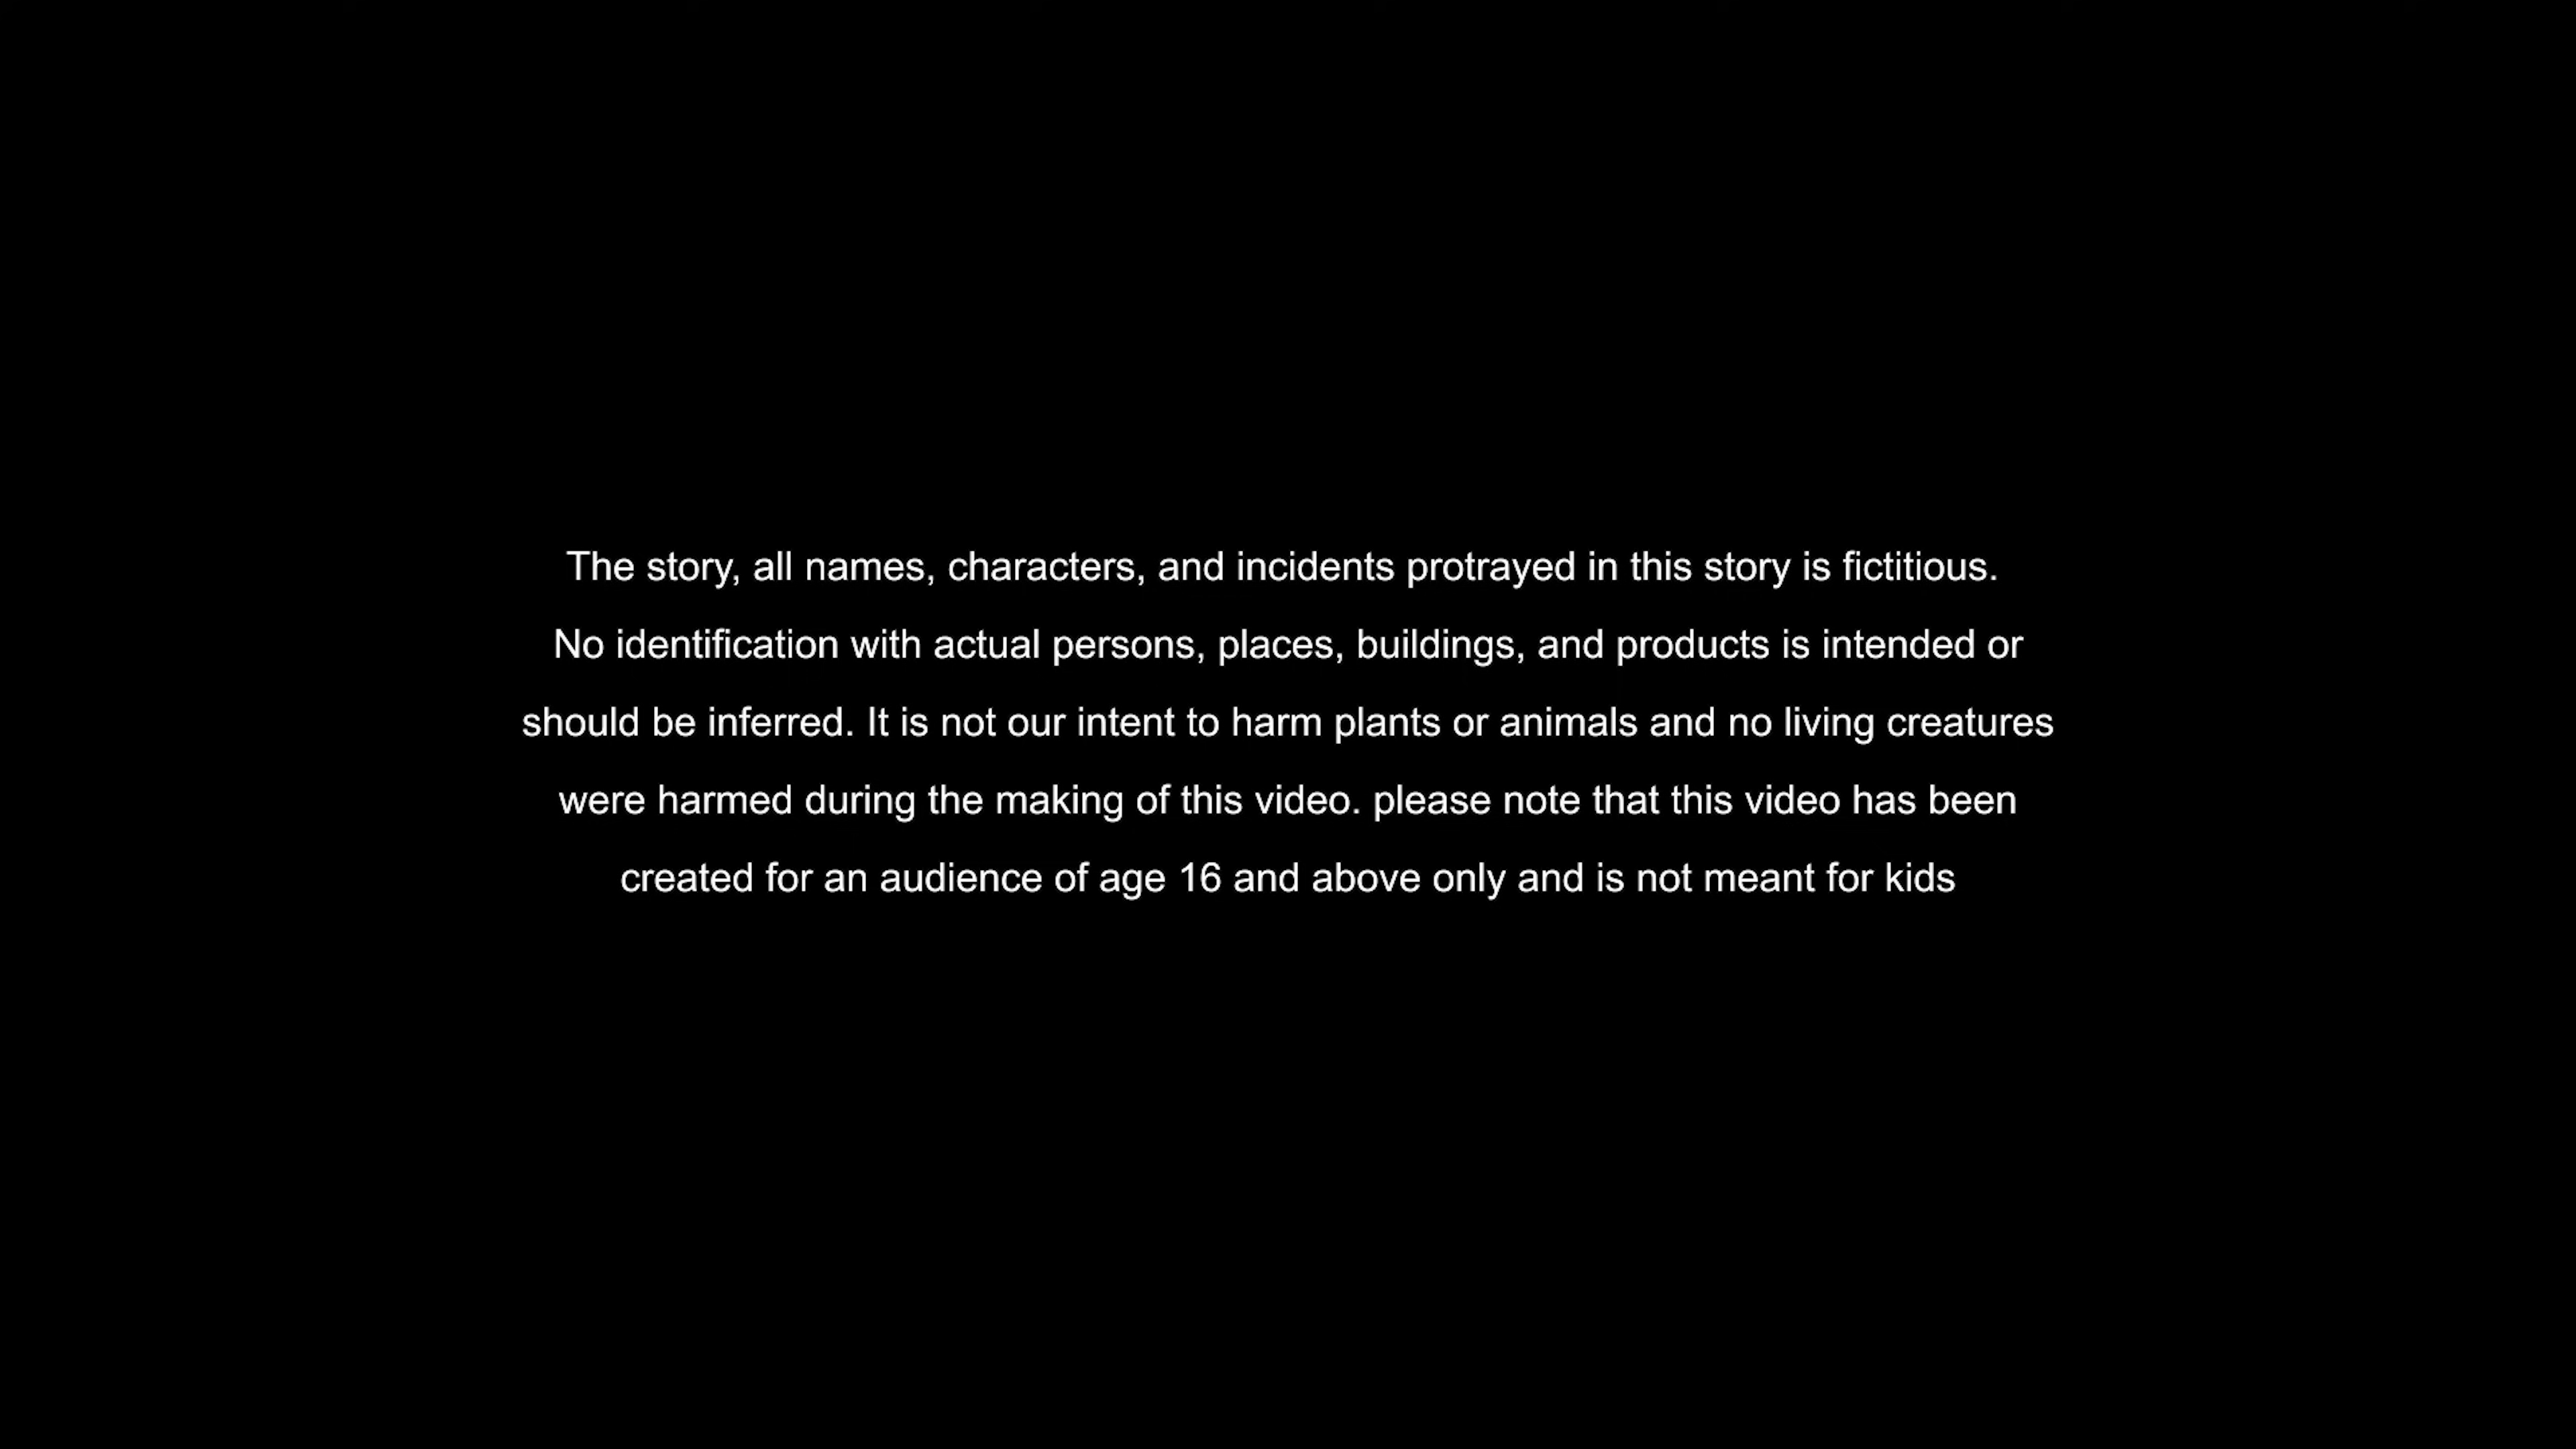 The story, all names, characters, and incidents protrayed in this story is fictitious.
No identification with actual persons, places, buildings, and products is intended or
should be inferred. It is not our intent to harm plants or animals and no living creatures
were harmed during the making of this video. please note that this video has been
created for an audience of age 16 and above only and is not meant for kids